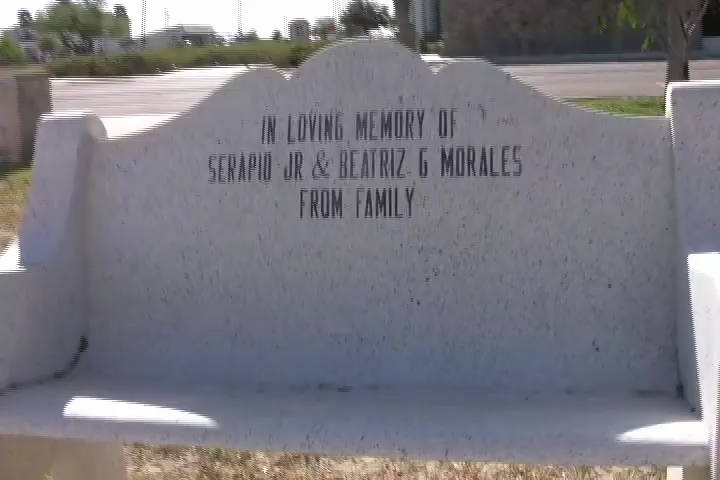 IN LOVING MEMORY OF
SERAPIO JR & BEATRIZ G MORALES
FROM FAMILY